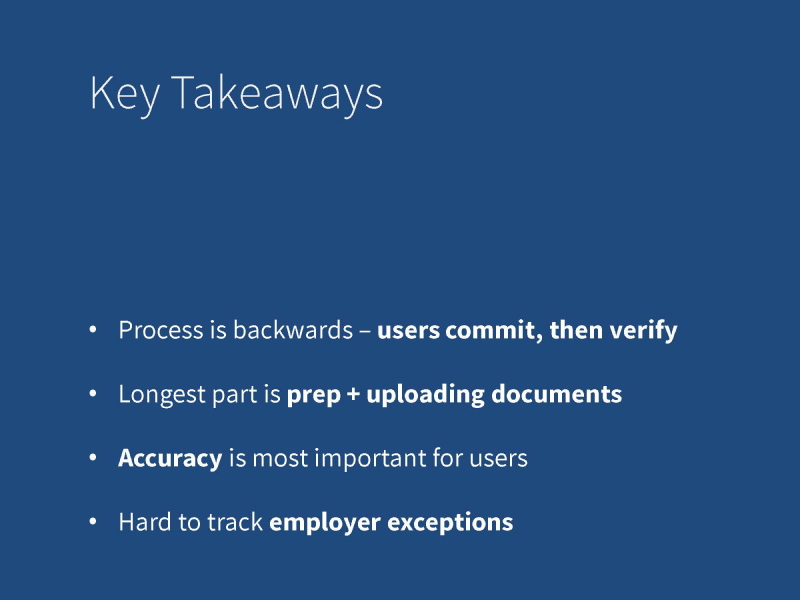 Key Takeaways
• Process is backwards – users commit, then verify
• Longest part is prep + uploading documents
• Accuracy is most important for users
• Hard to track employer exceptions